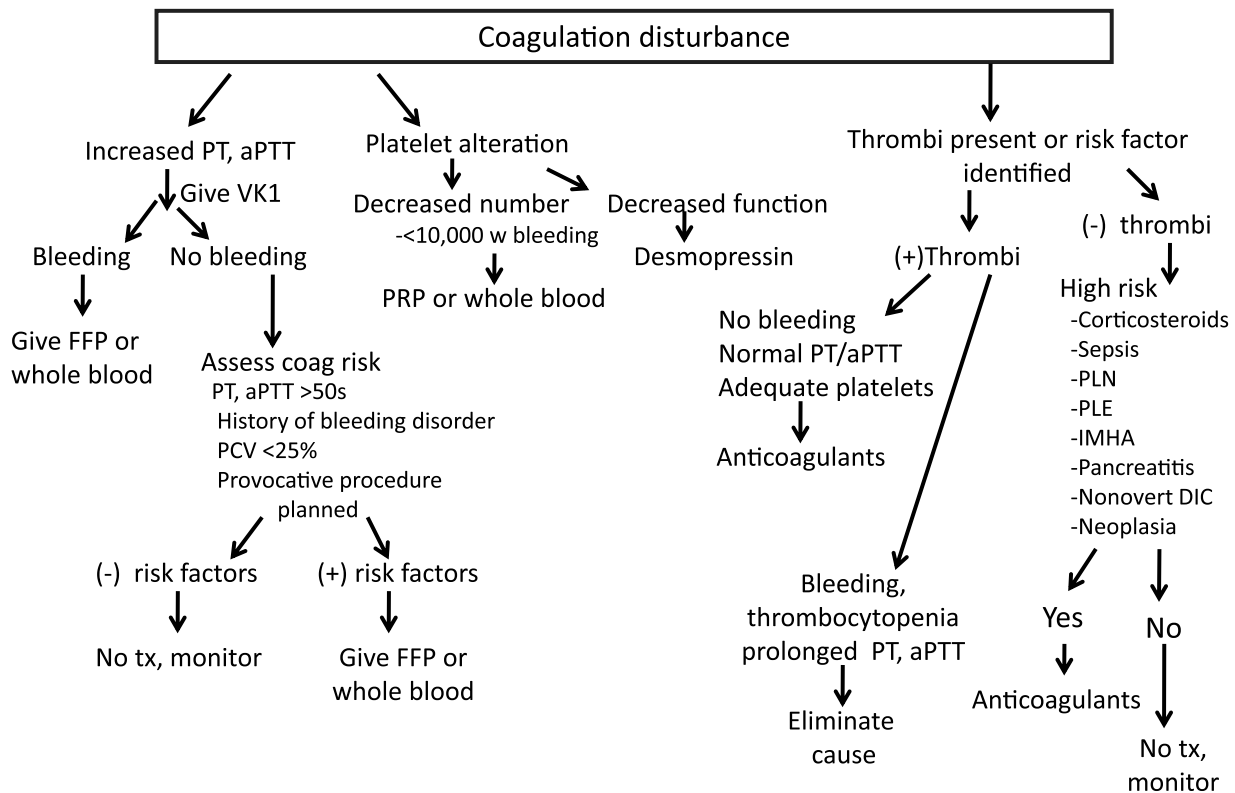 Coagulation disturbance
Increased PT, aPTT
Give VK1
Bleeding
No bleeding
Give FFP or
whole blood
Assess coag risk
PT, aPTT >50s
History of bleeding disorder
PCV <25%
Provocative procedure
planned
(-) risk factors
(+) risk factors
No tx, monitor
Give FFP or
whole blood
Platelet alteration
Decreased number
-<10,000 w bleeding
PRP or whole blood
Decreased function
Desmopressin
Thrombi present or risk factor
identified
(+)Thrombi
No bleeding
Normal PT/aPTT
Adequate platelets
Anticoagulants
Bleeding,
thrombocytopenia
prolonged PT, aPTT
Eliminate
cause
(-) thrombi
High risk
-Corticosteroids
-Sepsis
-PLN
-PLE
-IMHA
-Pancreatitis
-Nonovert DIC
-Neoplasia
Yes
No
Anticoagulants
No tx,
monitor